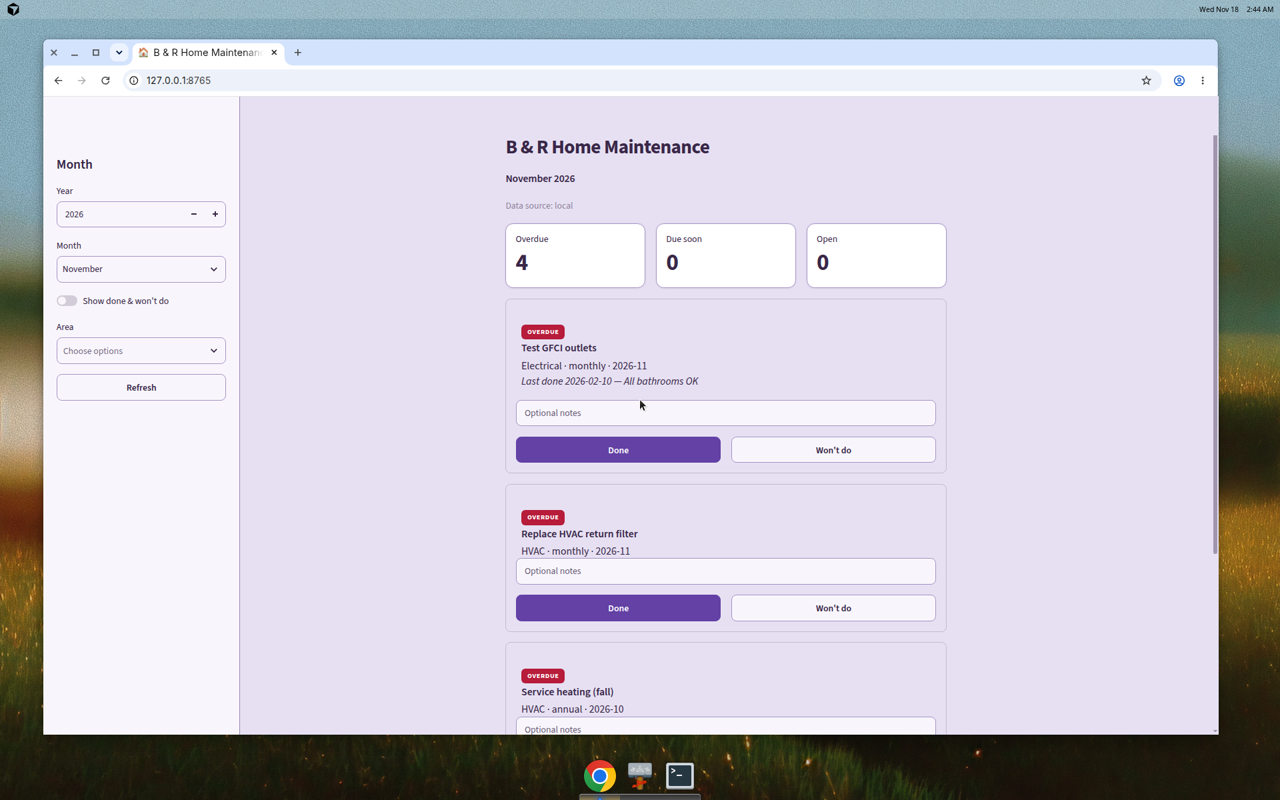 Wed Nov 18 2:44 AM
B & R Home Maintenanc
127.0.0.1:8765
Month
Year
2026
Month
November
Show done & won't do
Area
Choose options
Refresh
B & R Home Maintenance
November 2026
Data source: local
Overdue
4
Due soon
0
Open
0
OVERDUE
Test GFCI outlets
Electrical · monthly · 2026-11
Last done 2026-02-10 — All bathrooms OK
Optional notes
Done
Won't do
OVERDUE
Replace HVAC return filter
HVAC · monthly · 2026-11
Optional notes
Done
Won't do
OVERDUE
Service heating (fall)
HVAC · annual · 2026-10
Optional notes